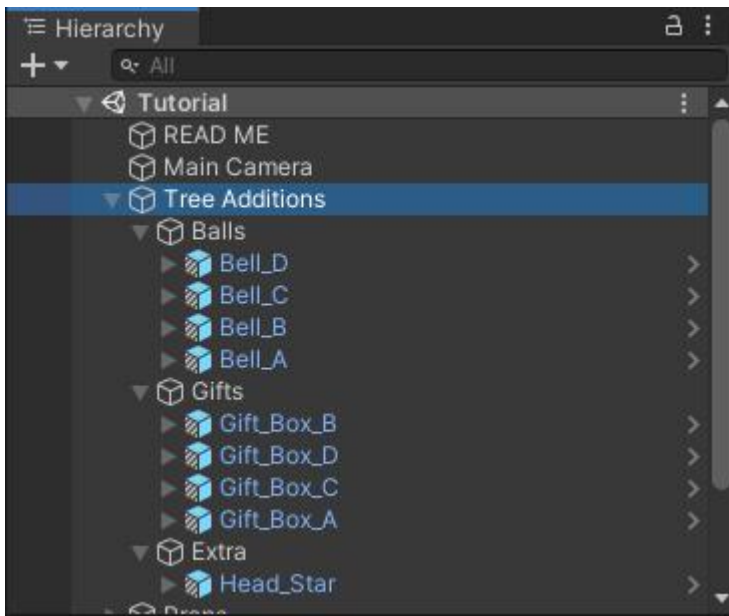 Hierarchy
All
Tutorial
READ ME
Main Camera
Tree Additions
Balls
Bell_D
Bell_C
Bell_B
Bell_A
Gifts
Gift_Box_B
Gift_Box_D
Gift_Box_C
Gift_Box_A
Extra
Head_Star